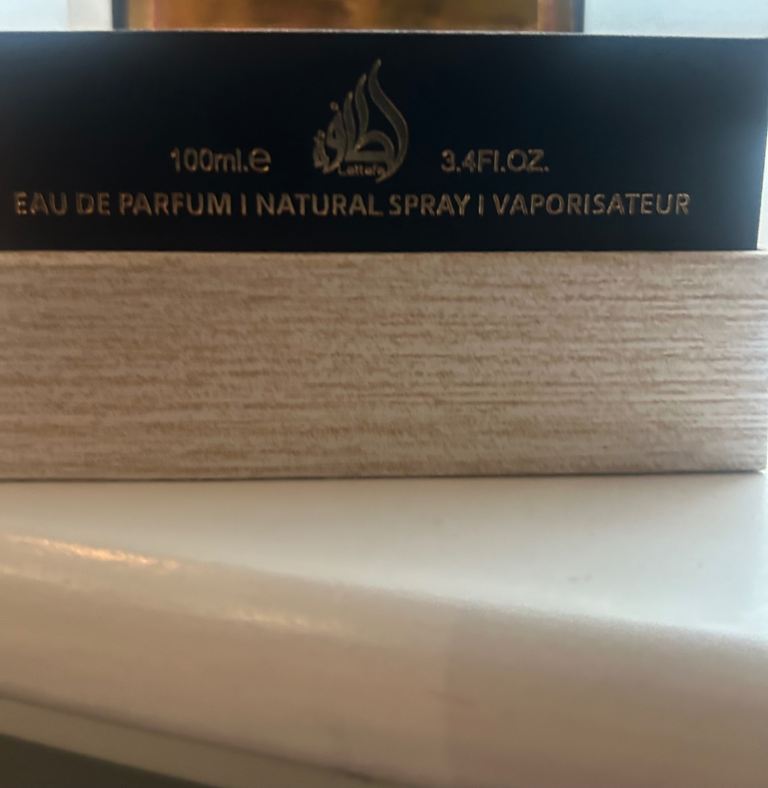 لطافة
Lattafa
100ml.e 3.4Fl.OZ.
EAU DE PARFUM | NATURAL SPRAY | VAPORISATEUR